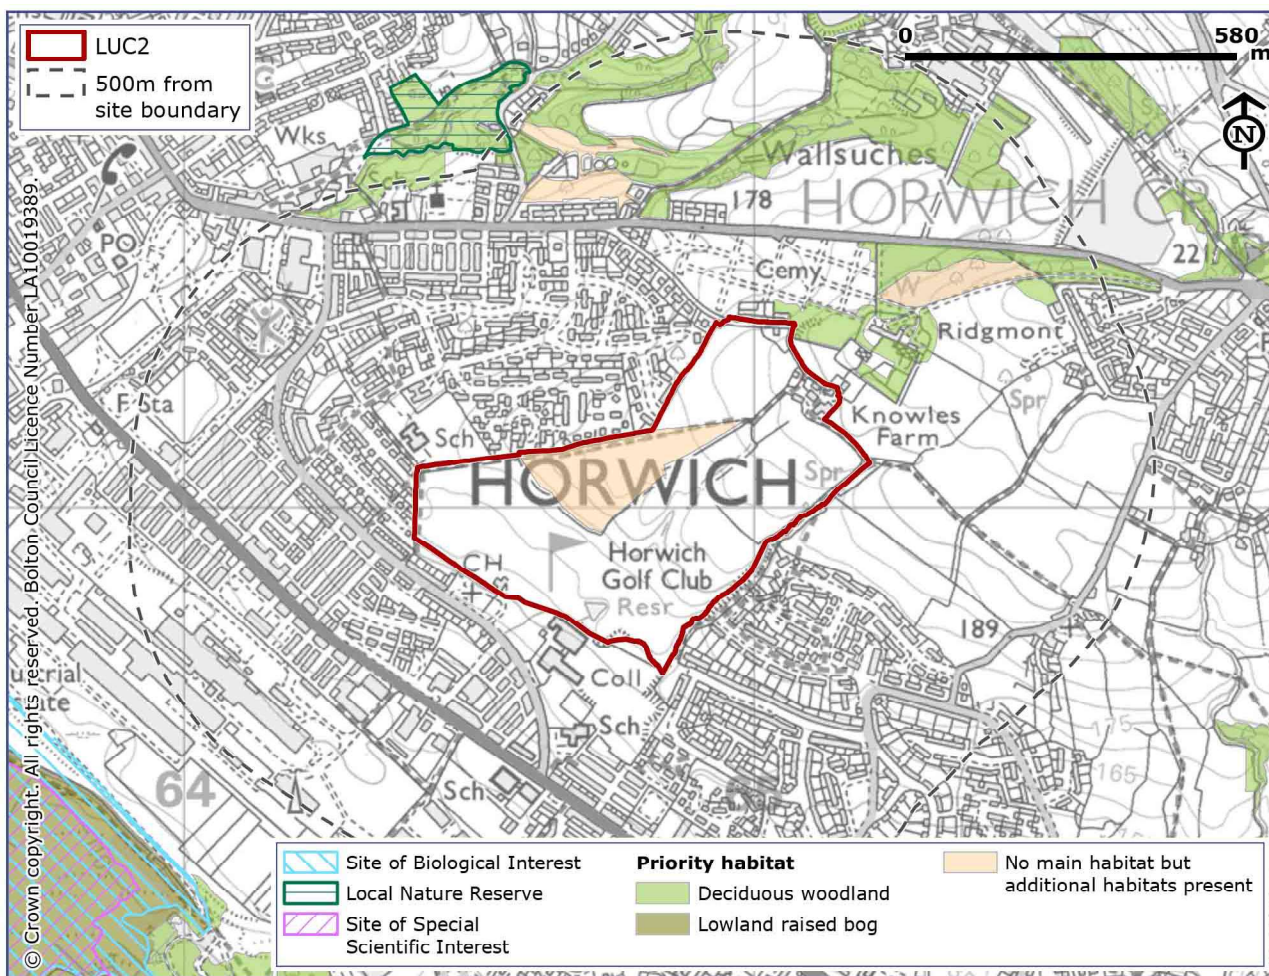 LUC2
500m from
site boundary
0
580
m
N
Wks
Sch
Wallsuches
HORWICH CP
178
PO
Cemy
22
W
Ridgmont
F Sta
Sch
Knowles
Farm
Spr
HORWICH
Spr
CH
Horwich
Golf Club
Resr
189
Coll
Sch
175
165
64
Sch
© Crown copyright. All rights reserved. Bolton Council Licence Number LA100019389.
Site of Biological Interest
Local Nature Reserve
Site of Special
Scientific Interest
Priority habitat
Deciduous woodland
Lowland raised bog
No main habitat but
additional habitats present